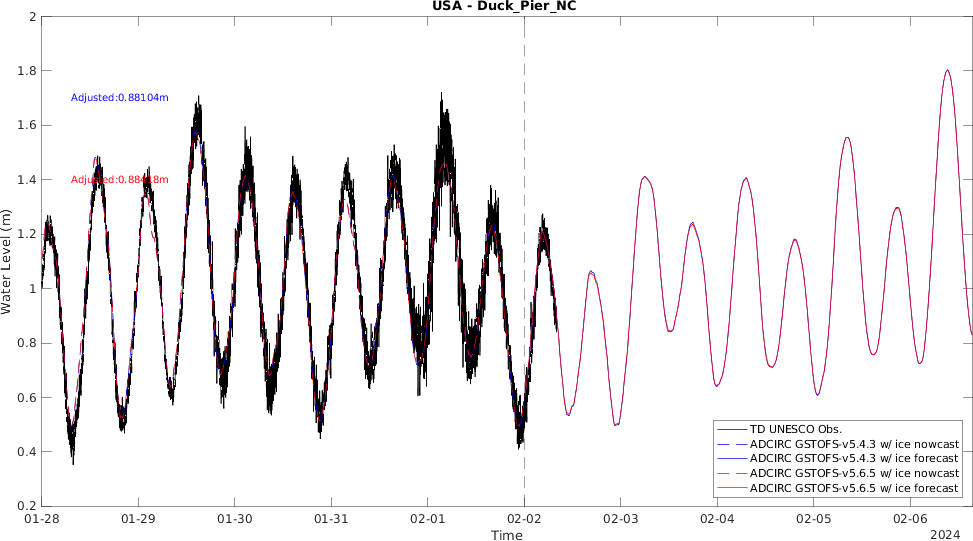 USA - Duck_Pier_NC
2
1.8
1.6
1.4
1.2
1
0.8
0.6
0.4
0.2
Water Level (m)
Adjusted:0.88104m
TD UNESCO Obs.
ADCIRC GSTOFS-v5.4.3 w/ ice nowcast
ADCIRC GSTOFS-v5.4.3 w/ ice forecast
ADCIRC GSTOFS-v5.6.5 w/ ice nowcast
ADCIRC GSTOFS-v5.6.5 w/ ice forecast
01-28 01-29 01-30 01-31 02-01 02-02 02-03 02-04 02-05 02-06
Time
2024